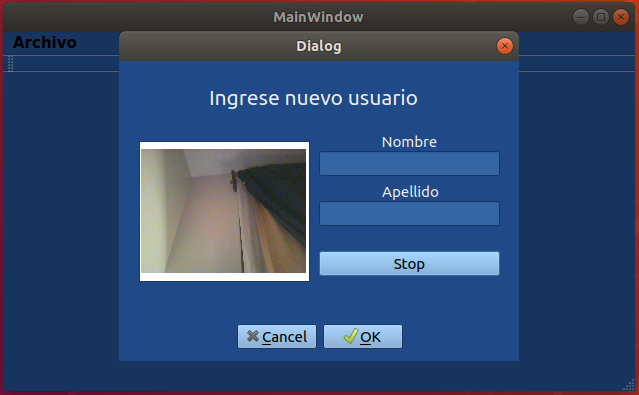 MainWindow
Archivo
Dialog
Ingrese nuevo usuario
Nombre
Apellido
Stop
Cancel
OK